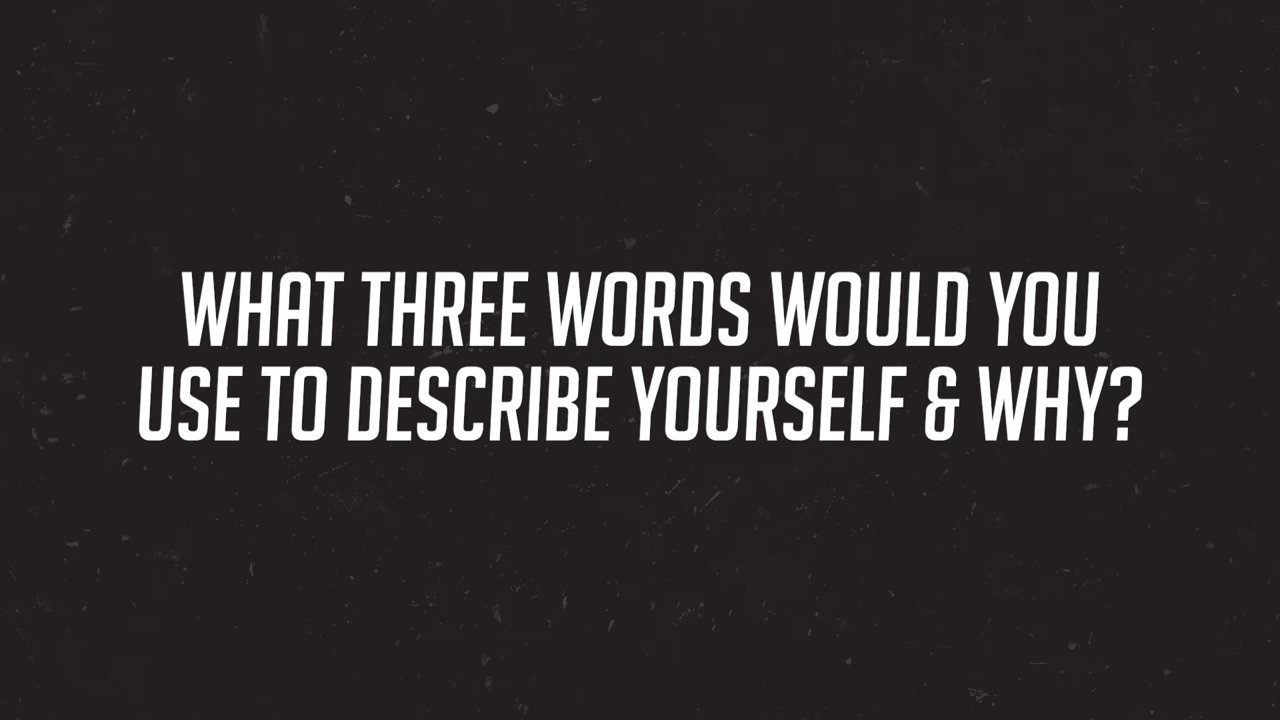 WHAT THREE WORDS WOULD YOU
USE TO DESCRIBE YOURSELF & WHY?